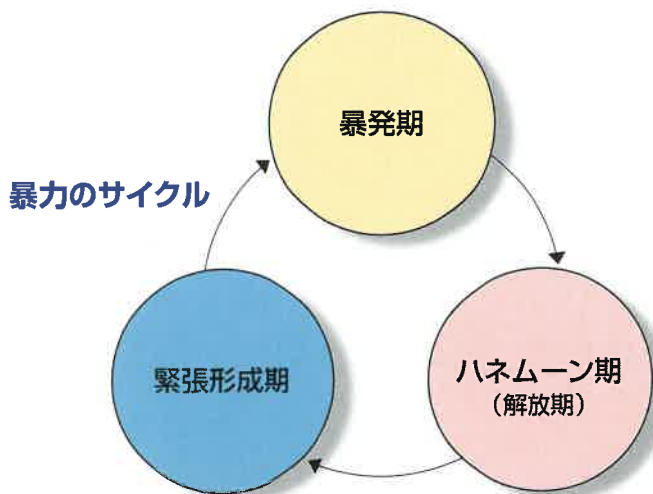 暴発期
暴力のサイクル
緊張形成期
ハネムーン期
（解放期）